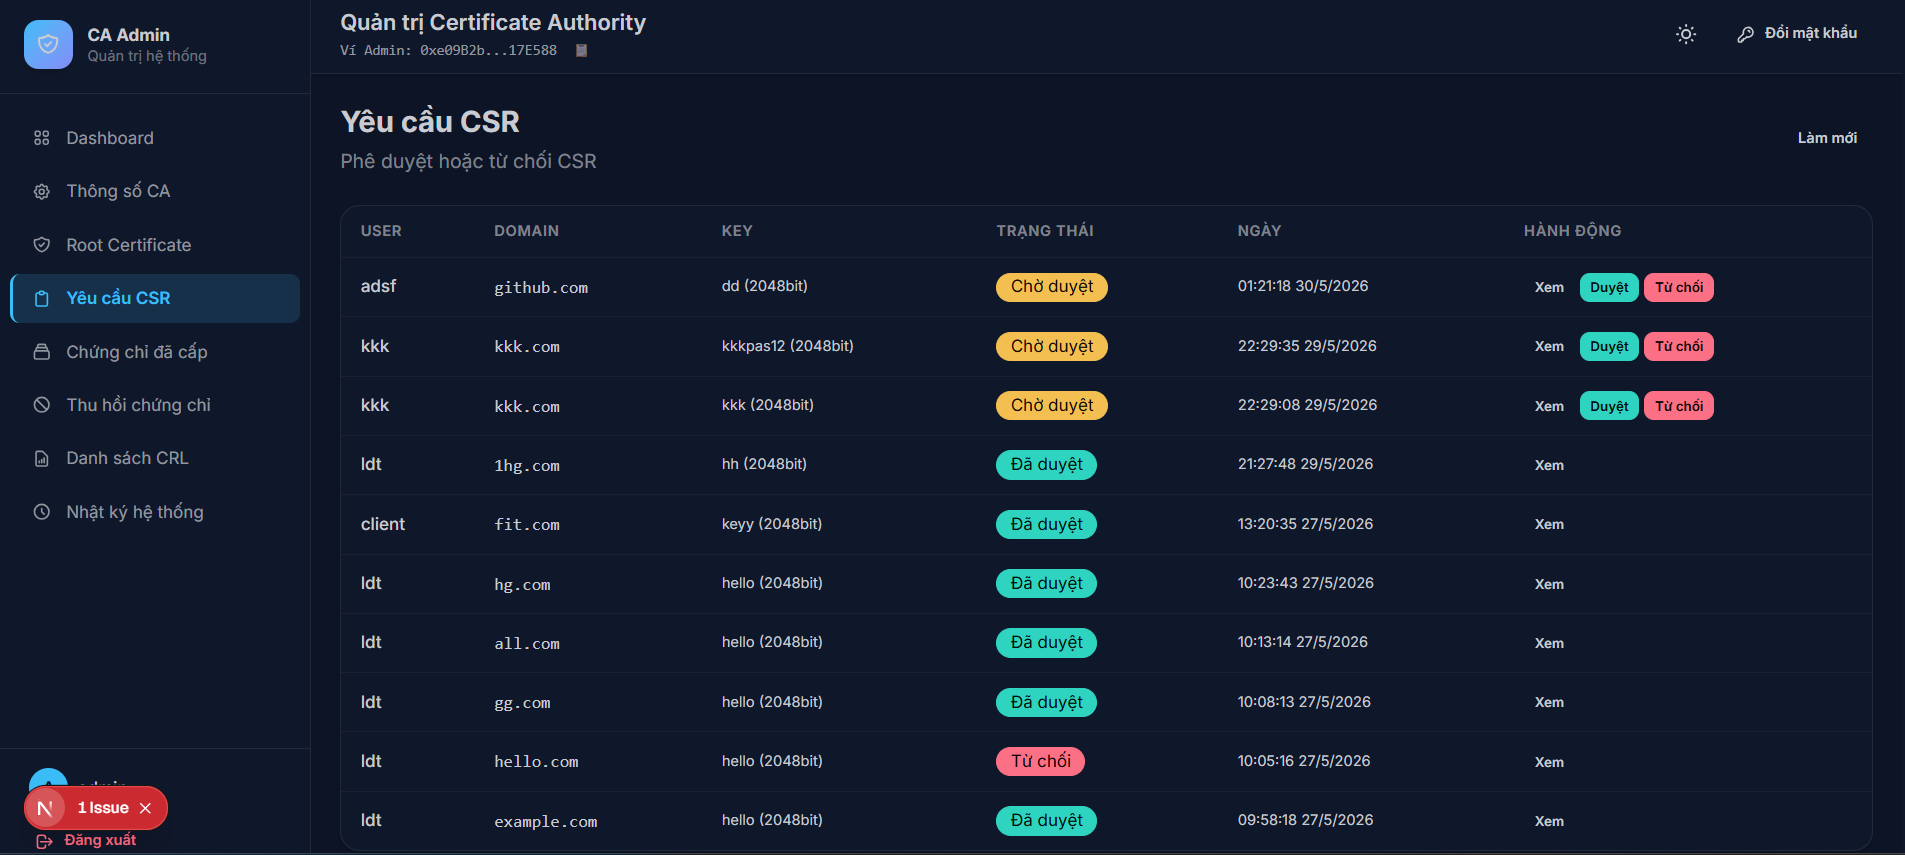 CA Admin
Quản trị hệ thống
Dashboard
Thông số CA
Root Certificate
Yêu cầu CSR
Chứng chỉ đã cấp
Thu hồi chứng chỉ
Danh sách CRL
Nhật ký hệ thống
1 Issue
Đăng xuất
Quản trị Certificate Authority
Ví Admin: 0xe09B2b...17E588
Đổi mật khẩu
Yêu cầu CSR
Phê duyệt hoặc từ chối CSR
Làm mới
USER DOMAIN KEY TRẠNG THÁI NGÀY HÀNH ĐỘNG
adsf github.com dd (2048bit) Chờ duyệt 01:21:18 30/5/2026 Xem Duyệt Từ chối
kkk kkk.com kkkpas12 (2048bit) Chờ duyệt 22:29:35 29/5/2026 Xem Duyệt Từ chối
kkk kkk.com kkk (2048bit) Chờ duyệt 22:29:08 29/5/2026 Xem Duyệt Từ chối
ldt 1hg.com hh (2048bit) Đã duyệt 21:27:48 29/5/2026 Xem
client fit.com keyy (2048bit) Đã duyệt 13:20:35 27/5/2026 Xem
ldt hg.com hello (2048bit) Đã duyệt 10:23:43 27/5/2026 Xem
ldt all.com hello (2048bit) Đã duyệt 10:13:14 27/5/2026 Xem
ldt gg.com hello (2048bit) Đã duyệt 10:08:13 27/5/2026 Xem
ldt hello.com hello (2048bit) Từ chối 10:05:16 27/5/2026 Xem
ldt example.com hello (2048bit) Đã duyệt 09:58:18 27/5/2026 Xem